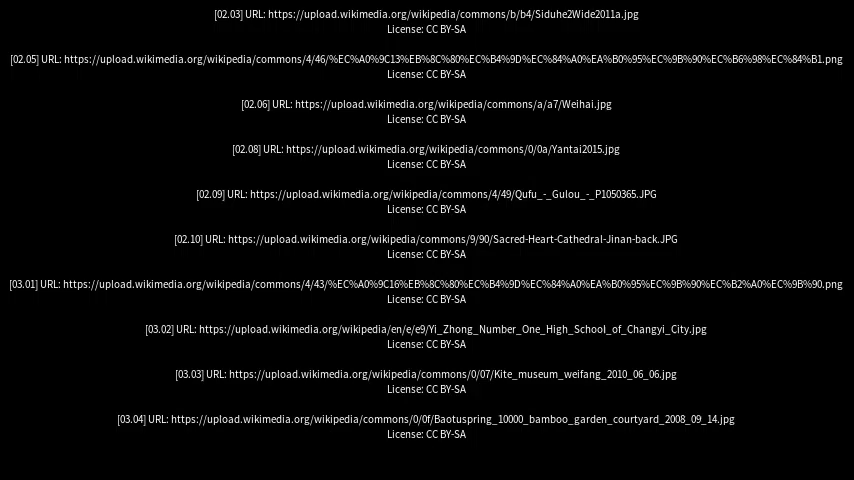 [02.03] URL: https://upload.wikimedia.org/wikipedia/commons/b/b4/Siduhe2Wide2011a.jpg
License: CC BY-SA
[02.05] URL: https://upload.wikimedia.org/wikipedia/commons/4/46/%EC%A0%9C13%EB%8C%80%EC%B4%9D%EC%84%A0%EA%B0%95%EC%9B%90%EC%B6%98%EC%84%B1.png
License: CC BY-SA
[02.06] URL: https://upload.wikimedia.org/wikipedia/commons/a/a7/Weihai.jpg
License: CC BY-SA
[02.08] URL: https://upload.wikimedia.org/wikipedia/commons/0/0a/Yantai2015.jpg
License: CC BY-SA
[02.09] URL: https://upload.wikimedia.org/wikipedia/commons/4/49/Qufu_-_Gulou_-_P1050365.JPG
License: CC BY-SA
[02.10] URL: https://upload.wikimedia.org/wikipedia/commons/9/90/Sacred-Heart-Cathedral-Jinan-back.JPG
License: CC BY-SA
[03.01] URL: https://upload.wikimedia.org/wikipedia/commons/4/43/%EC%A0%9C16%EB%8C%80%EC%B4%9D%EC%84%A0%EA%B0%95%EC%9B%90%EC%B2%A0%EC%9B%90.png
License: CC BY-SA
[03.02] URL: https://upload.wikimedia.org/wikipedia/en/e/e9/Yi_Zhong_Number_One_High_School_of_Changyi_City.jpg
License: CC BY-SA
[03.03] URL: https://upload.wikimedia.org/wikipedia/commons/0/07/Kite_museum_weifang_2010_06_06.jpg
License: CC BY-SA
[03.04] URL: https://upload.wikimedia.org/wikipedia/commons/0/0f/Baotuspring_10000_bamboo_garden_courtyard_2008_09_14.jpg
License: CC BY-SA